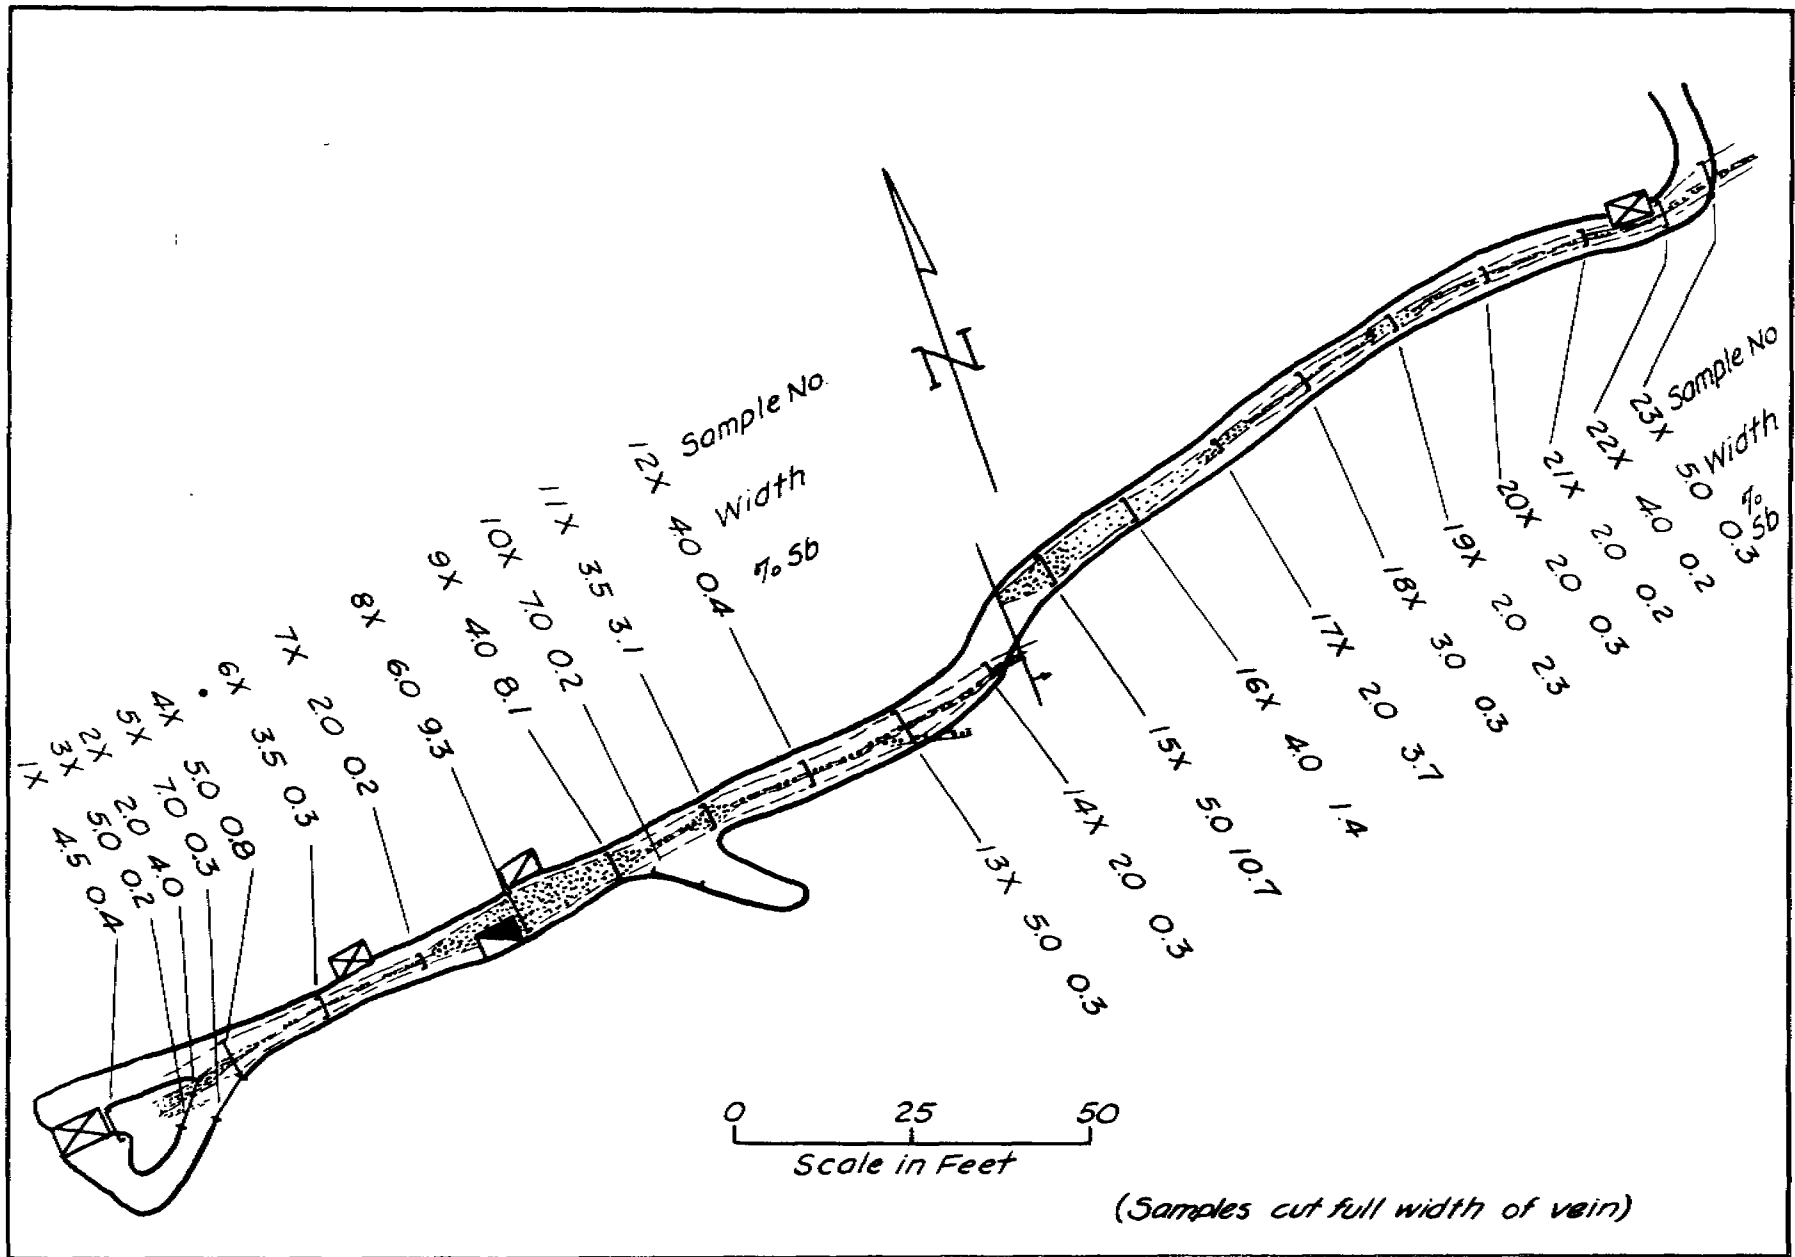 1X 4.5 0.4
3X 5.0 0.2
2X 2.0 4.0
5X 7.0 0.3
4X 5.0 0.8
6X 3.5 0.3
7X 2.0 0.2
8X 6.0 9.3
9X 4.0 8.1
10X 7.0 0.2
11X 3.5 3.1
12X 4.0 0.4
Sample No.
Width
% Sb
N
13X 5.0 0.3
14X 2.0 0.3
15X 5.0 10.7
16X 4.0 1.4
17X 2.0 3.7
18X 3.0 0.3
19X 2.0 2.3
20X 2.0 0.3
21X 2.0 0.2
22X 4.0 0.2
23X 5.0 0.3
Sample No
Width
% Sb
0 25 50
Scale in Feet
(Samples cut full width of vein)